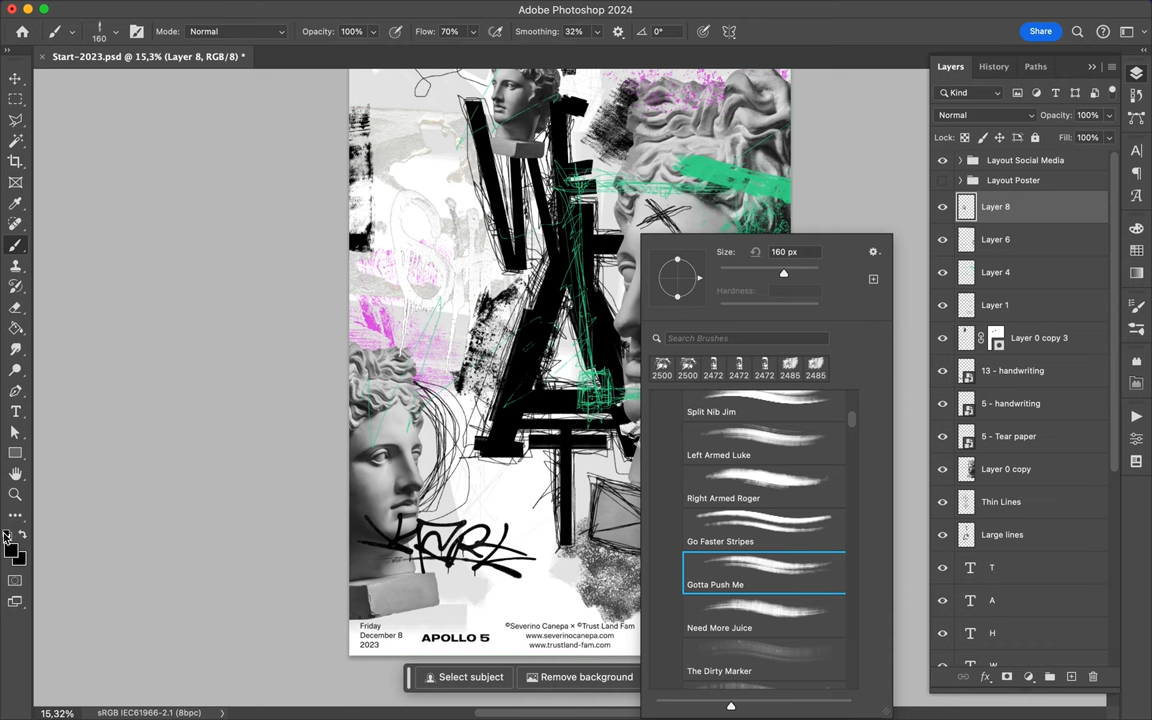 Adobe Photoshop 2024
160
Mode: Normal
Opacity: 100%
Flow: 70%
Smoothing: 32%
0°
Share
Start-2023.psd @ 15,3% (Layer 8, RGB/8) *
Layers
History
Paths
Kind
Normal
Opacity: 100%
Lock:
Fill: 100%
Layout Social Media
Layout Poster
Layer 8
Layer 6
Layer 4
Layer 1
Layer 0 copy 3
13 - handwriting
5 - handwriting
5 - Tear paper
Layer 0 copy
Thin Lines
Large lines
T T
T A
T H
T W
Size:
160 px
Hardness:
Search Brushes
2500 2500 2472 2472 2472 2485 2485
Split Nib Jim
Left Armed Luke
Right Armed Roger
Go Faster Stripes
Gotta Push Me
Need More Juice
The Dirty Marker
W
H
A
T
Friday
December 8
2023
APOLLO 5
©Severino Canepa × ©Trust Land Fam
www.severinocanepa.com
www.trustland-fam.com
Select subject
Remove background
15,32%
sRGB IEC61966-2.1 (8bpc)